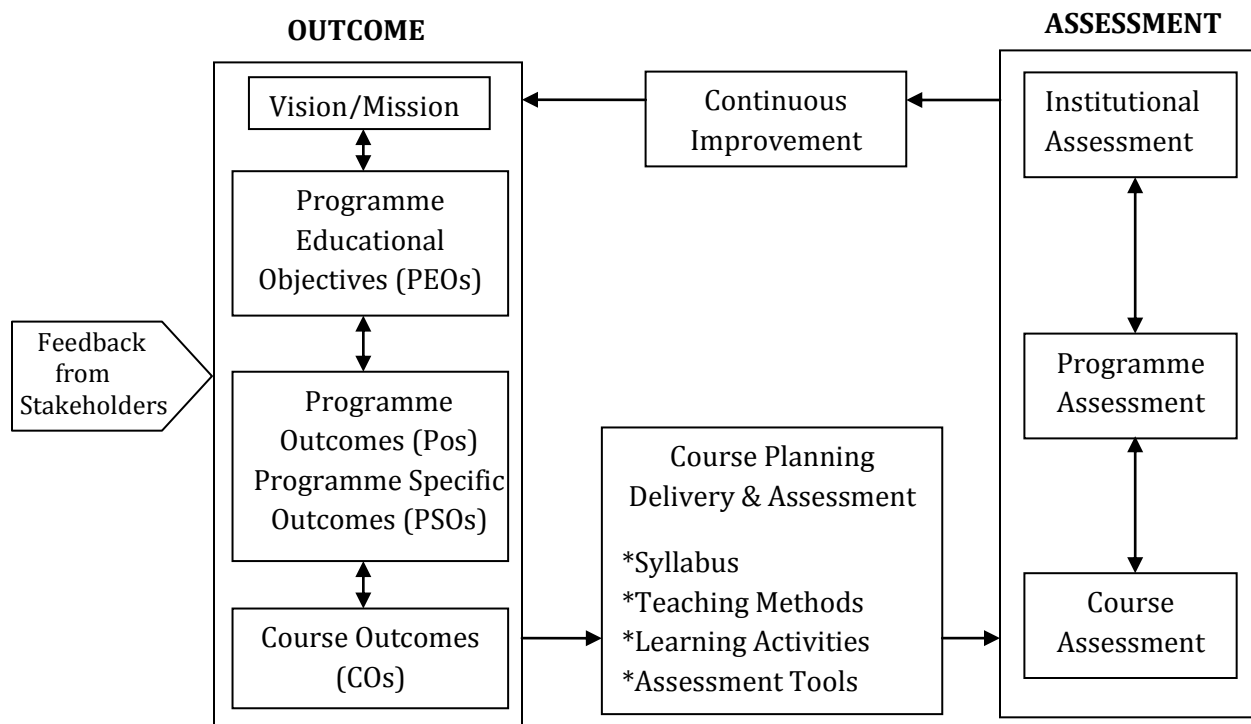 OUTCOME
ASSESSMENT
Vision/Mission
Programme
Educational
Objectives (PEOs)
Programme
Outcomes (Pos)
Programme Specific
Outcomes (PSOs)
Course Outcomes
(COs)
Feedback
from
Stakeholders
Continuous
Improvement
Course Planning
Delivery & Assessment
*Syllabus
*Teaching Methods
*Learning Activities
*Assessment Tools
Institutional
Assessment
Programme
Assessment
Course
Assessment